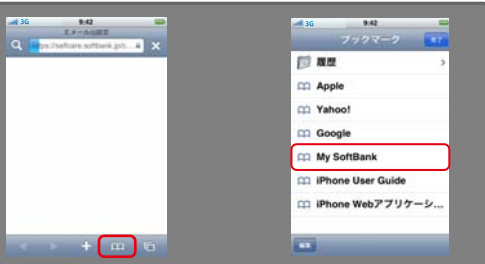 3G 9:42
Eメール設定
https://selfcare.softbank.jp/c...
3G 9:42
ブックマーク 完了
履歴
Apple
Yahoo!
Google
My SoftBank
iPhone User Guide
iPhone Webアプリケーシ...
編集